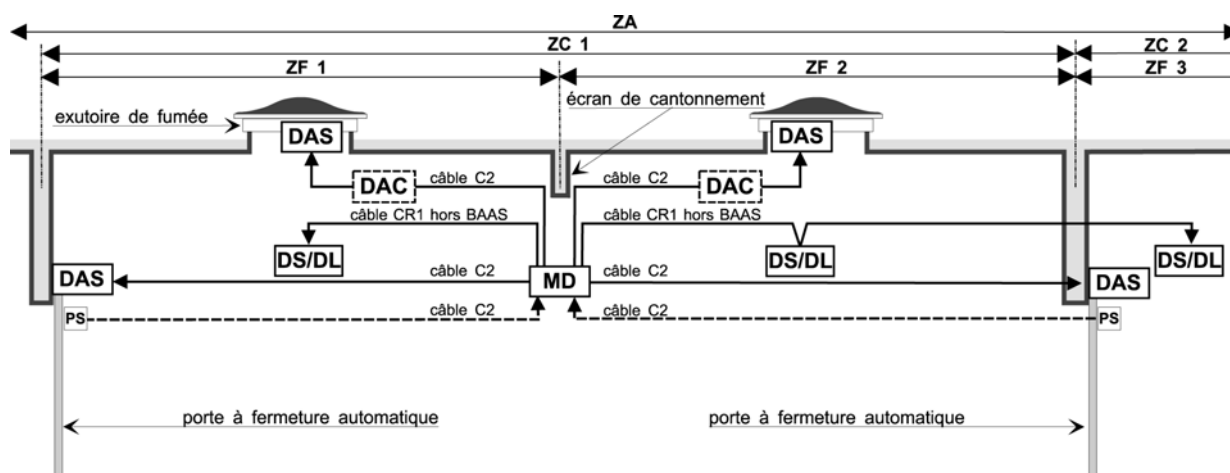 ZA
ZC 1
ZC 2
ZF 1
ZF 2
ZF 3
exutoire de fumée
écran de cantonnement
DAS
DAS
DAC
câble C2
câble C2
DAC
câble CR1 hors BAAS
câble CR1 hors BAAS
DS/DL
DS/DL
DS/DL
DAS
câble C2
MD
câble C2
DAS
PS
câble C2
câble C2
PS
porte à fermeture automatique
porte à fermeture automatique